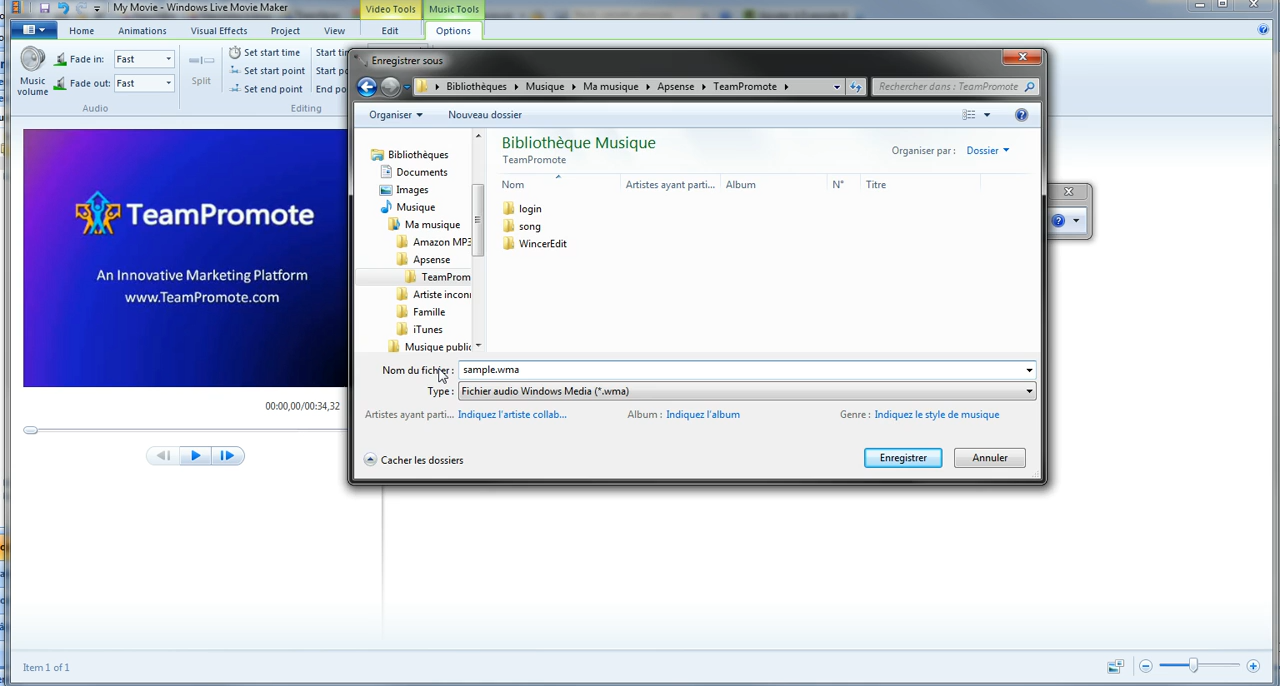 My Movie - Windows Live Movie Maker
Video Tools
Music Tools
Home
Animations
Visual Effects
Project
View
Edit
Options
Music volume
Fade in:
Fast
Fade out:
Fast
Audio
Split
Set start time
Set start point
Set end point
Editing
TeamPromote
An Innovative Marketing Platform
www.TeamPromote.com
00:00,00/00:34,32
Item 1 of 1
Enregistrer sous
Bibliothèques
Musique
Ma musique
Apsense
TeamPromote
Rechercher dans : TeamPromote
Organiser
Nouveau dossier
Bibliothèques
Documents
Images
Musique
Ma musique
Amazon MP3
Apsense
TeamProm
Artiste incon
Famille
iTunes
Musique public
Bibliothèque Musique
TeamPromote
Organiser par :
Dossier
Nom
Artistes ayant parti...
Album
N°
Titre
login
song
WincerEdit
Nom du fichier :
sample.wma
Type :
Fichier audio Windows Media (*.wma)
Artistes ayant parti...
Indiquez l'artiste collab...
Album :
Indiquez l'album
Genre :
Indiquez le style de musique
Cacher les dossiers
Enregistrer
Annuler